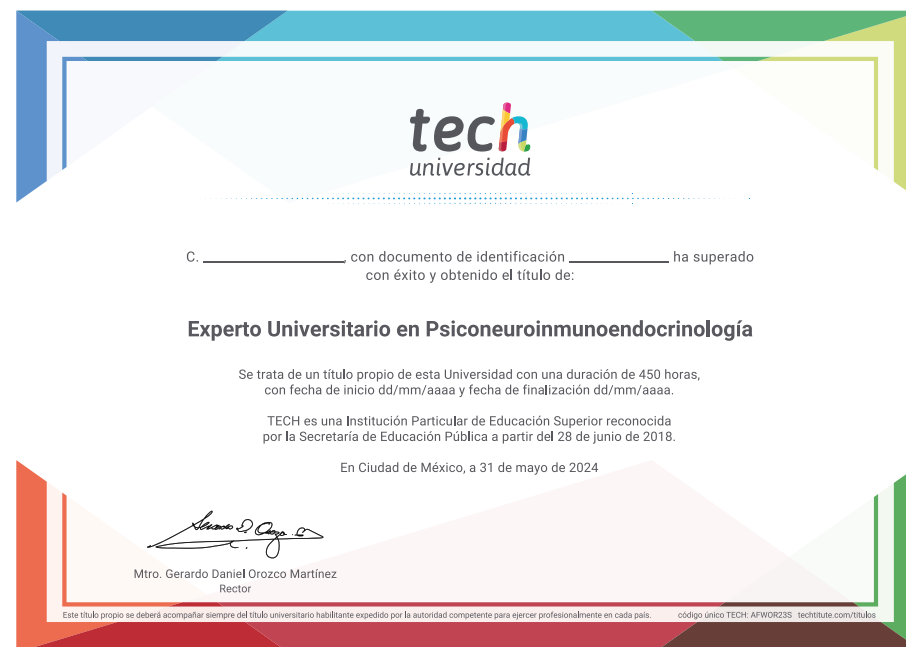 tech
universidad
C. ____________, con documento de identificación ____________ ha superado
con éxito y obtenido el título de:
Experto Universitario en Psiconeuroinmunoendocrinología
Se trata de un título propio de esta Universidad con una duración de 450 horas,
con fecha de inicio dd/mm/aaaa y fecha de finalización dd/mm/aaaa.
TECH es una Institución Particular de Educación Superior reconocida
por la Secretaría de Educación Pública a partir del 28 de junio de 2018.
En Ciudad de México, a 31 de mayo de 2024
Mtro. Gerardo Daniel Orozco Martínez
Rector
Este título propio se deberá acompañar siempre del título universitario habilitante expedido por la autoridad competente para ejercer profesionalmente en cada país. código único TECH: AFWOR23S techtitute.com/titulos